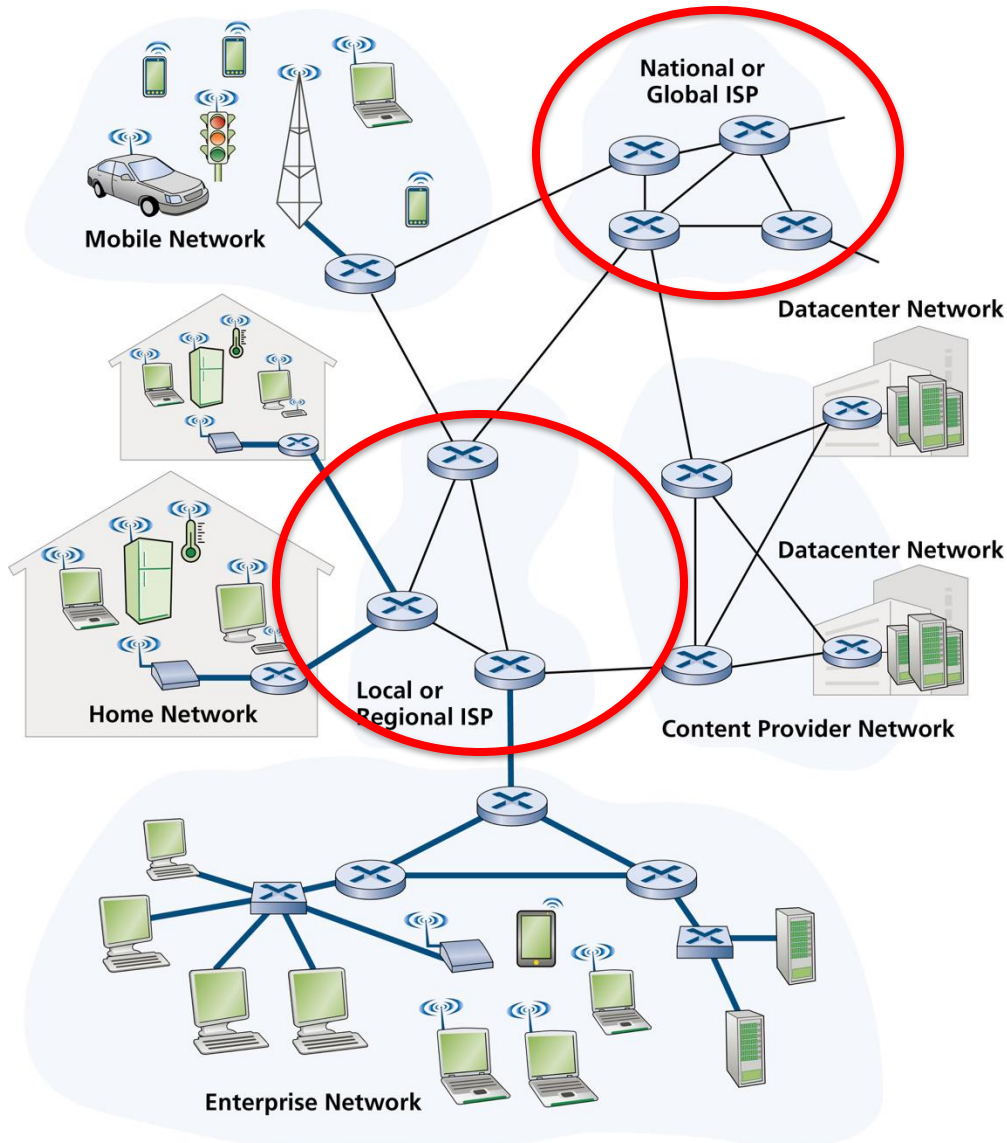 National or
Global ISP
Mobile Network
Datacenter Network
Datacenter Network
Home Network
Local or
Regional ISP
Content Provider Network
Enterprise Network